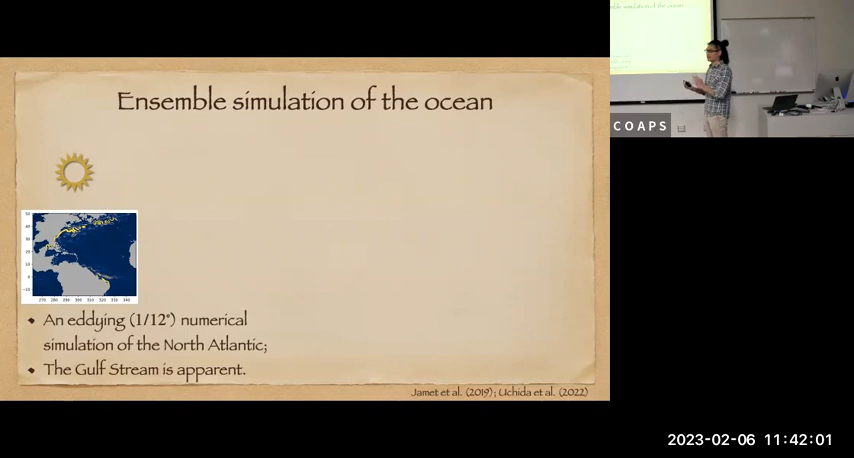 Ensemble simulation of the ocean
• An eddying (1/12°) numerical
simulation of the North Atlantic;
• The Gulf Stream is apparent.
Jamet et al. (2019); Uchida et al. (2022)
COAPS
2023-02-06 11:42:01